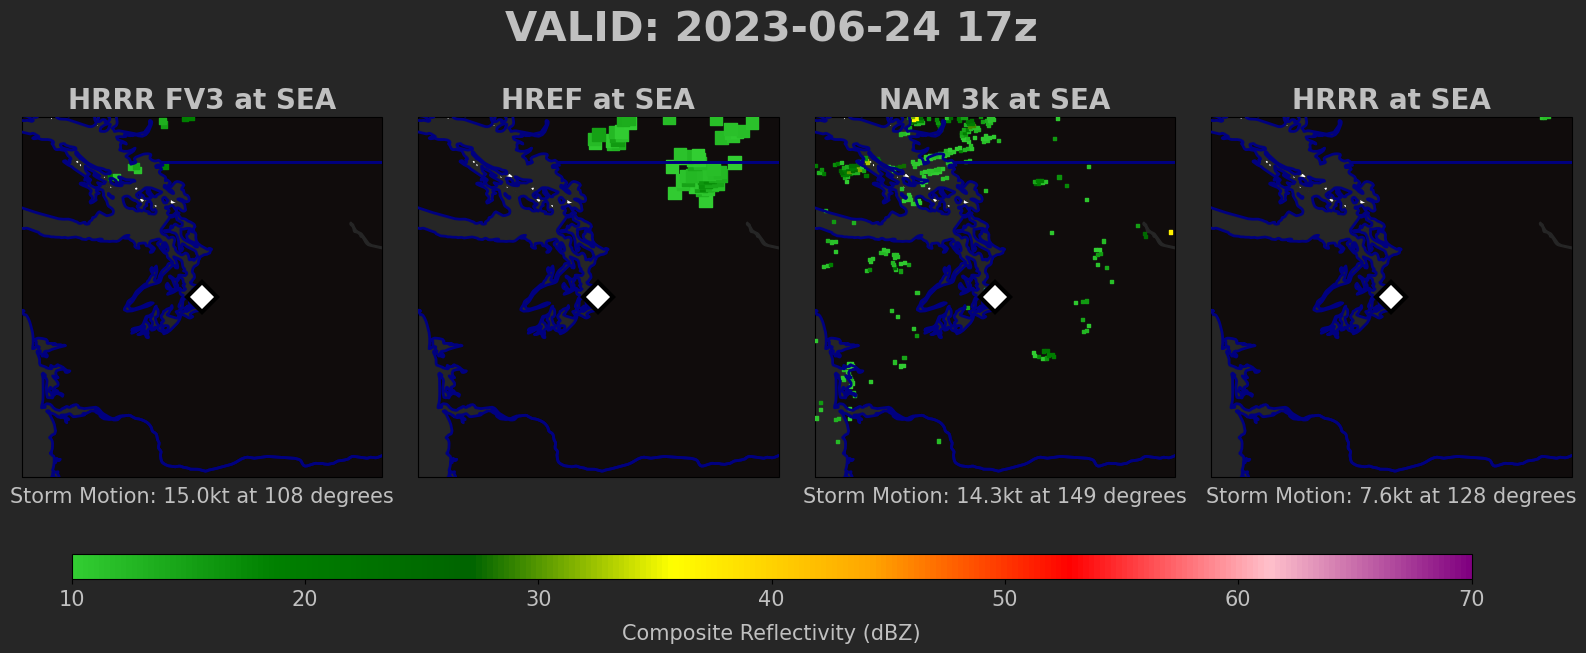 VALID: 2023-06-24 17z
HRRR FV3 at SEA
HREF at SEA
NAM 3k at SEA
HRRR at SEA
Storm Motion: 15.0kt at 108 degrees
Storm Motion: 14.3kt at 149 degrees
Storm Motion: 7.6kt at 128 degrees
10 20 30 40 50 60 70
Composite Reflectivity (dBZ)